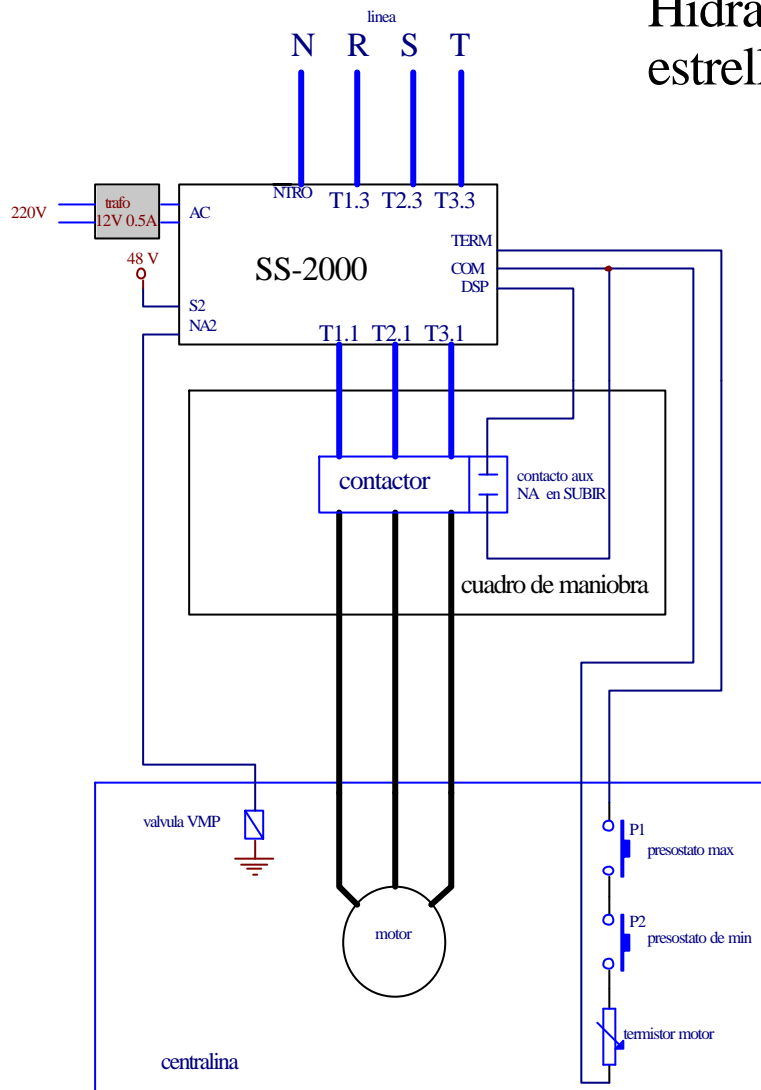 Hidra
estrell
linea
N R S T
NTRO
T1.3 T2.3 T3.3
220V
trafo
12V 0.5A
AC
TERM
COM
DSP
SS-2000
48 V
S2
NA2
T1.1 T2.1 T3.1
contactor
contacto aux
NA en SUBIR
cuadro de maniobra
valvula VMP
P1
presostato max
P2
presostato de min
motor
termistor motor
centralina